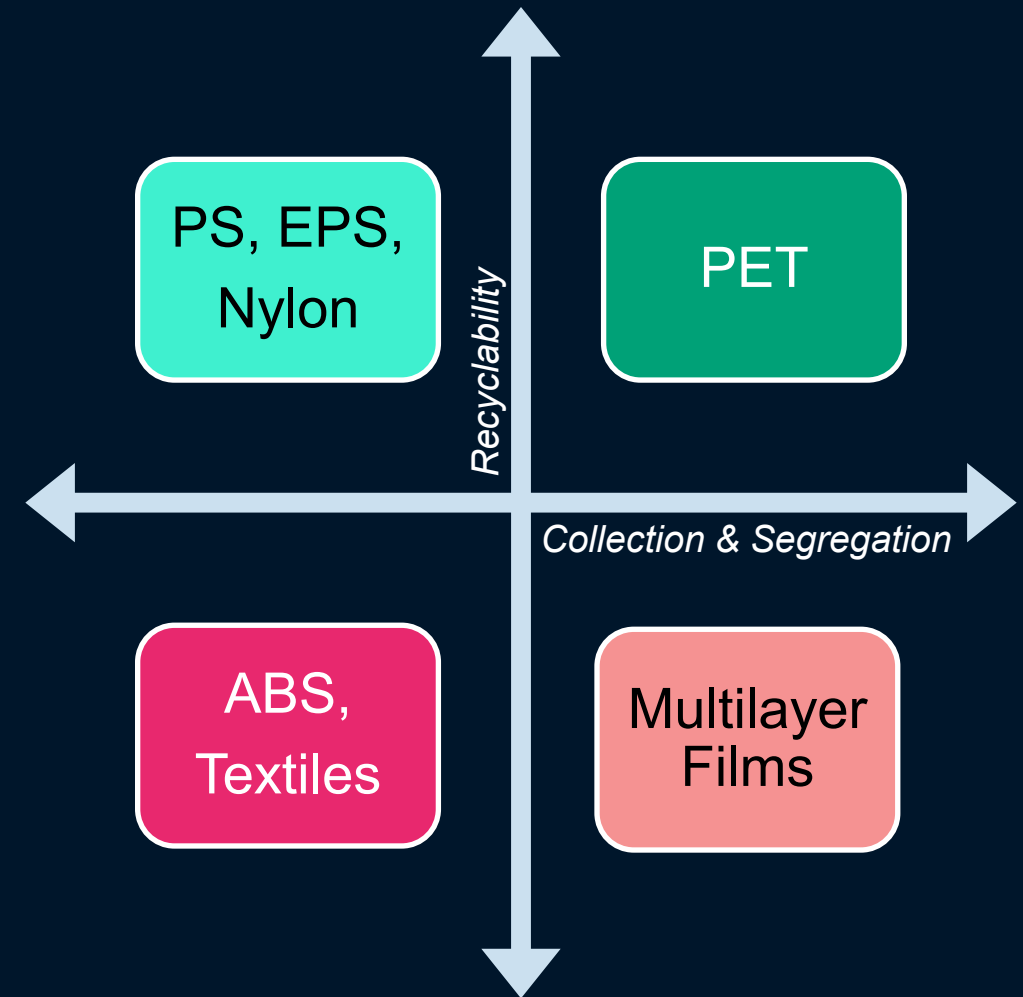 PS, EPS,
Nylon
PET
Recyclability
Collection & Segregation
ABS,
Textiles
Multilayer
Films